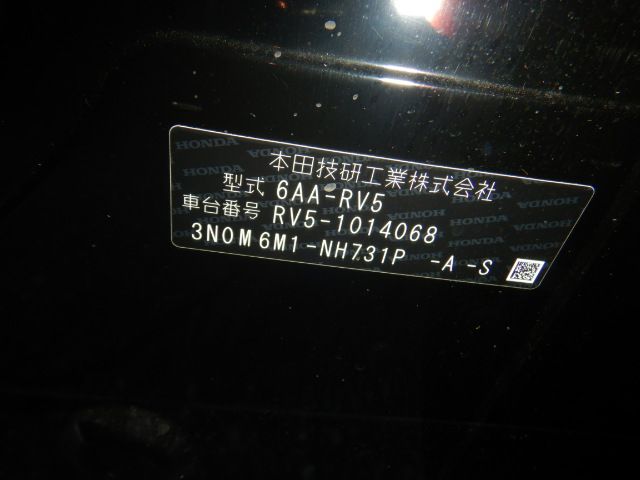 本田技研工業株式会社
型式 6AA-RV5
車台番号 RV5-1014068
3N0M6M1-NH731P -A -S